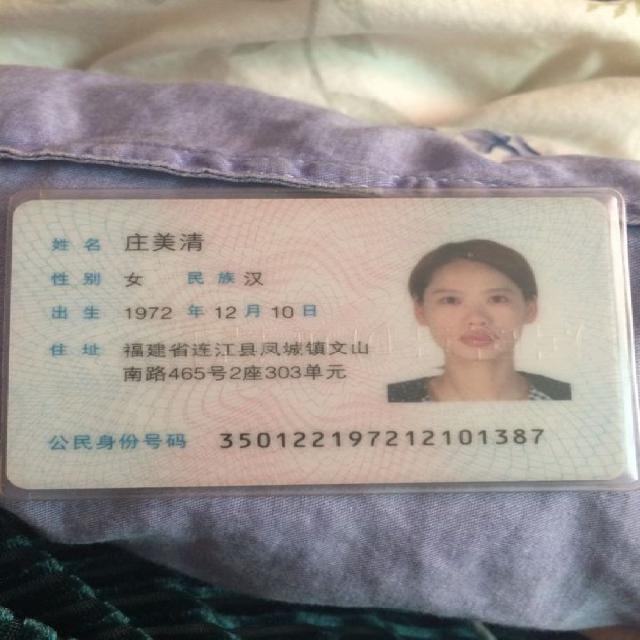 姓名 庄美清
性别 女 民族 汉
出生 1972 年 12 月 10 日
住址 福建省连江县凤城镇文山
南路465号2座303单元
公民身份号码 350122197212101387